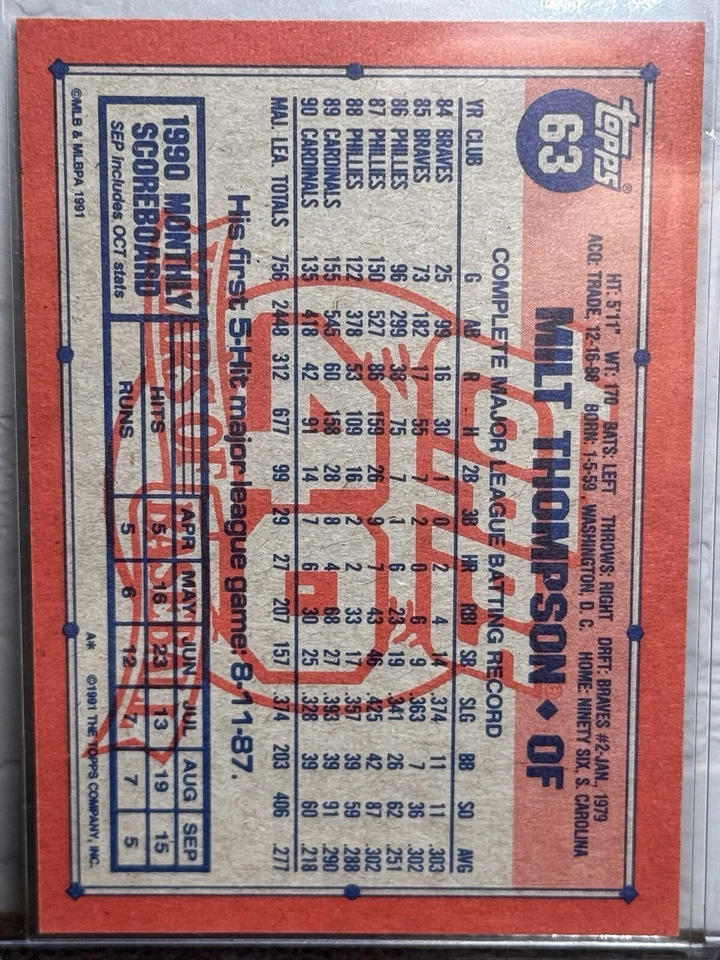 topps®
63
HT: 5'11" WT: 170 BATS: LEFT THROWS: RIGHT DRFT: BRAVES #2-JAN., 1979
ACQ: TRADE, 12-16-88 BORN: 1-5-59, WASHINGTON, D. C. HOME: NINETY SIX, S. CAROLINA
MILT THOMPSON ♦ OF
COMPLETE MAJOR LEAGUE BATTING RECORD
YR CLUB G AB R H 2B 3B HR RBI SB SLG BB SO AVG
84 BRAVES 25 99 16 30 1 0 2 4 14 .374 11 11 .303
85 BRAVES 73 182 17 55 7 2 0 6 9 .363 7 36 .302
86 PHILLIES 96 299 38 75 7 1 6 23 19 .341 26 62 .251
87 PHILLIES 150 527 86 159 26 9 7 43 46 .425 42 87 .302
88 PHILLIES 122 378 53 109 16 2 2 33 17 .357 39 59 .288
89 CARDINALS 155 545 60 158 28 8 4 68 27 .383 39 91 .290
90 CARDINALS 135 418 42 91 14 7 6 30 25 .328 39 60 .218
MAJ. LEA. TOTALS 756 2448 312 677 99 29 27 207 157 .374 203 406 .277
His first 5-Hit major league game: 8-11-87.
1990 MONTHLY
SCOREBOARD
SEP includes OCT stats
APR MAY JUN JUL AUG SEP
HITS 5 16 23 13 19 15
RUNS 5 6 12 7 7 5
YEARS OF
BASEBALL
©MLB & MLBPA 1991
A* ©1991 THE TOPPS COMPANY, INC.